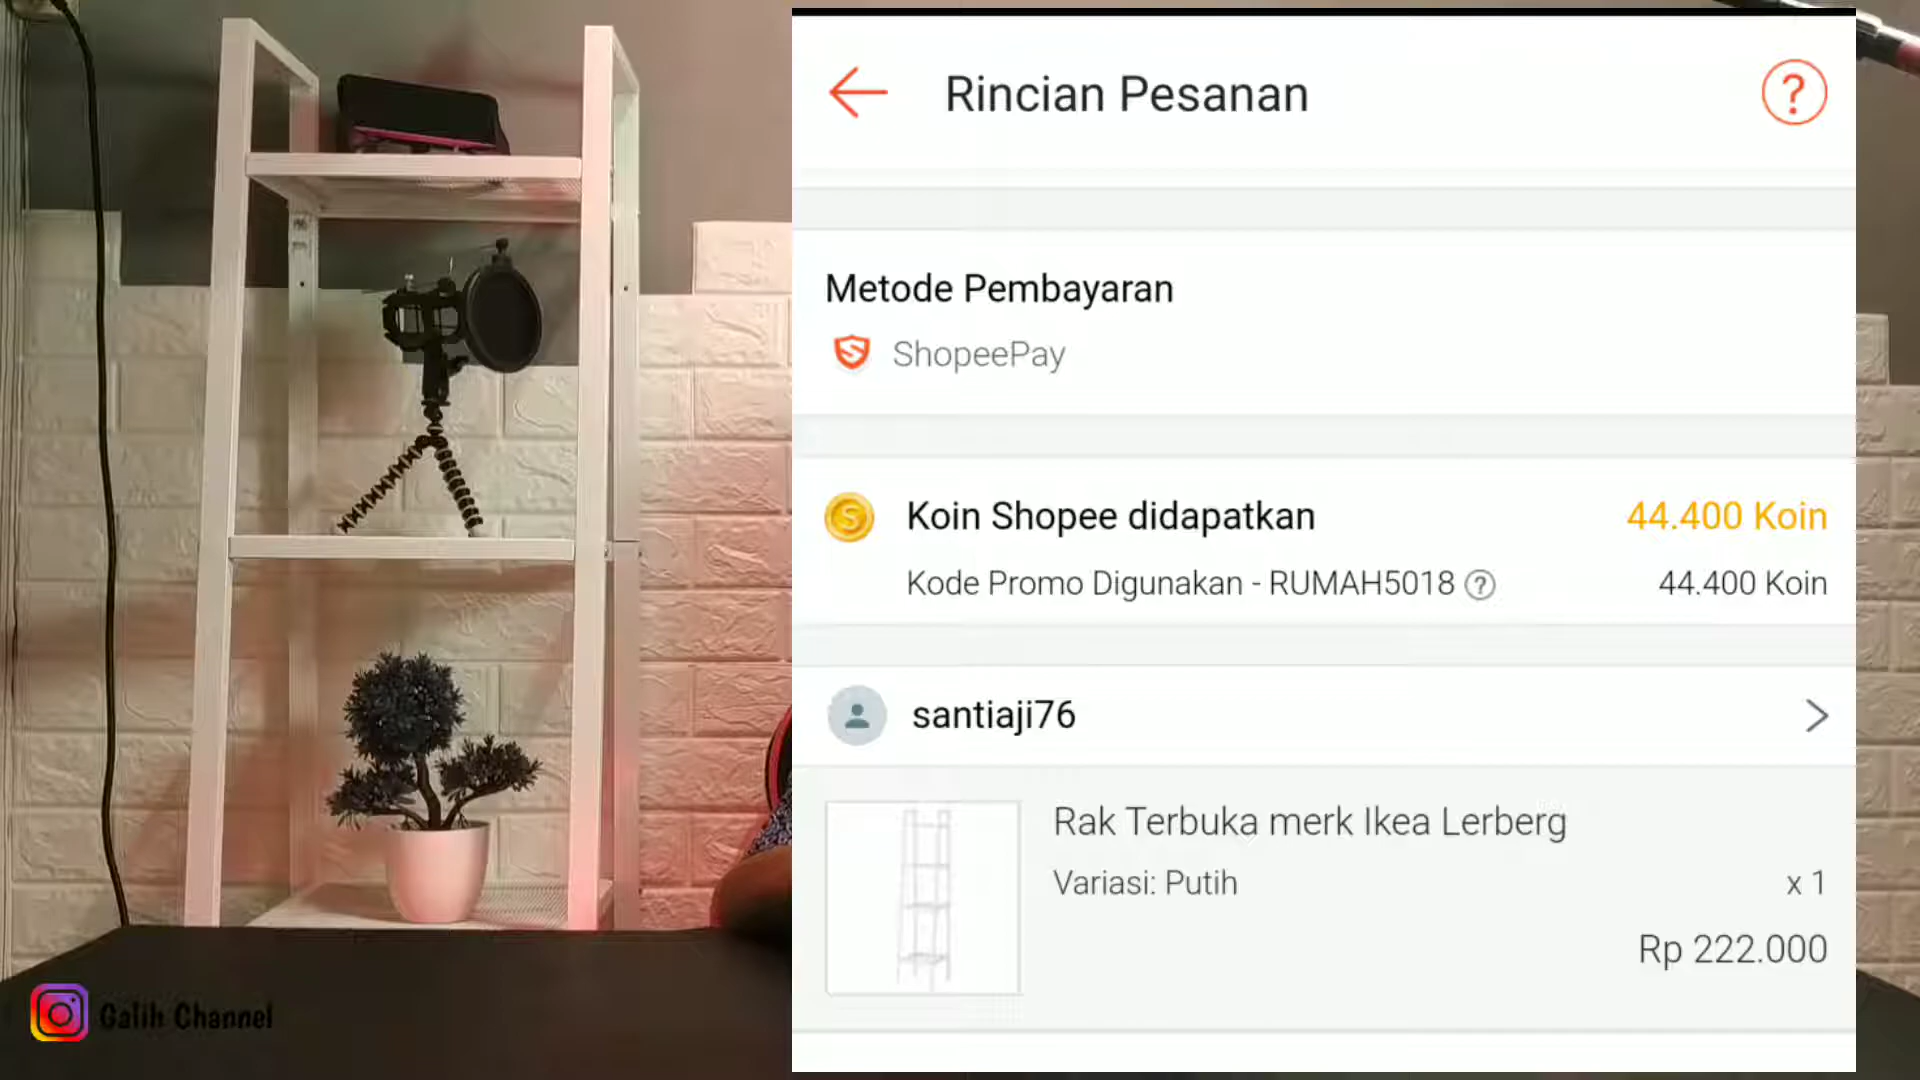 Rincian Pesanan
?
Metode Pembayaran
ShopeePay
Koin Shopee didapatkan 44.400 Koin
Kode Promo Digunakan - RUMAH5018 ? 44.400 Koin
santiaji76
Rak Terbuka merk Ikea Lerberg
Variasi: Putih x 1
Rp 222.000
Galih Channel